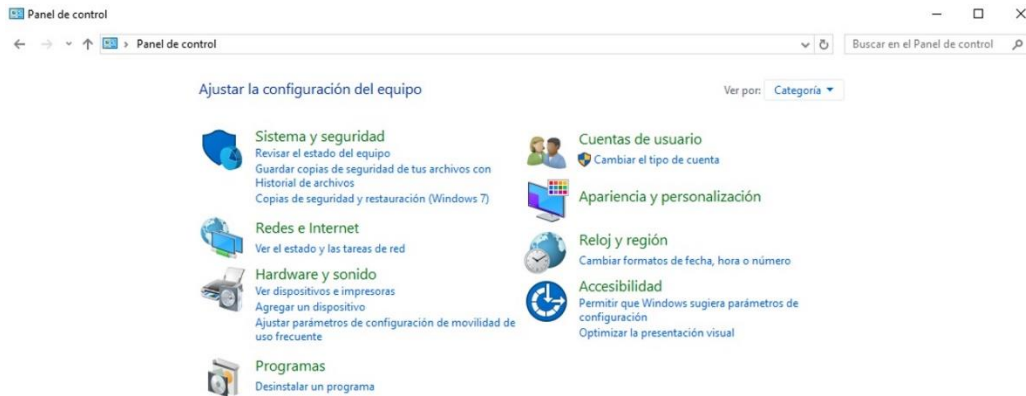 Panel de control
Panel de control
Buscar en el Panel de control
Ajustar la configuración del equipo
Ver por: Categoría
Sistema y seguridad
Revisar el estado del equipo
Guardar copias de seguridad de tus archivos con
Historial de archivos
Copias de seguridad y restauración (Windows 7)
Redes e Internet
Ver el estado y las tareas de red
Hardware y sonido
Ver dispositivos e impresoras
Agregar un dispositivo
Ajustar parámetros de configuración de movilidad de
uso frecuente
Programas
Desinstalar un programa
Cuentas de usuario
Cambiar el tipo de cuenta
Apariencia y personalización
Reloj y región
Cambiar formatos de fecha, hora o número
Accesibilidad
Permitir que Windows sugiera parámetros de
configuración
Optimizar la presentación visual